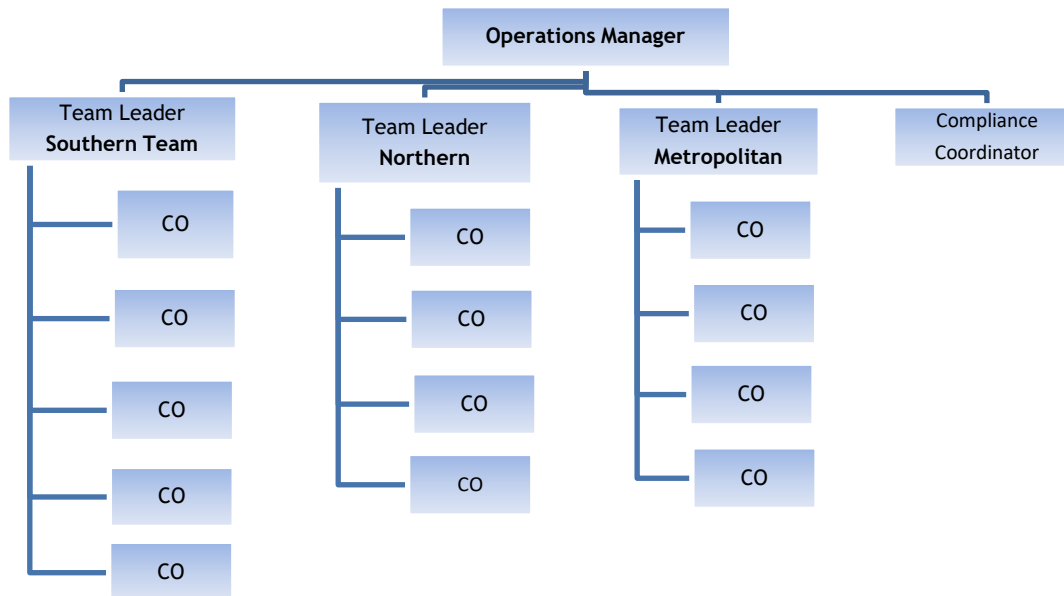 Operations Manager
Team Leader
Southern Team
CO
CO
CO
CO
CO
Team Leader
Northern
CO
CO
CO
CO
Team Leader
Metropolitan
CO
CO
CO
CO
Compliance
Coordinator